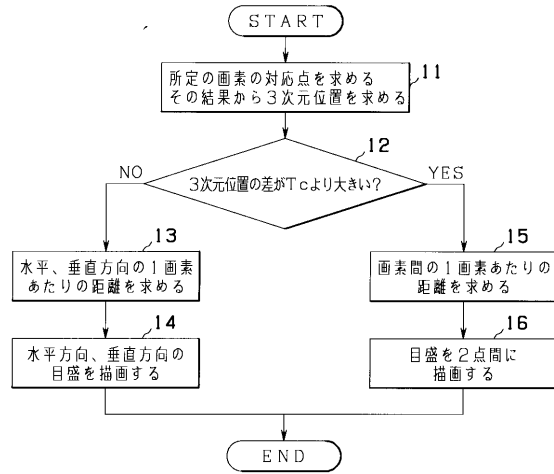 START
所定の画素の対応点を求める
その結果から3次元位置を求める
11
3次元位置の差がTcより大きい?
12
NO
YES
水平、垂直方向の1画素
あたりの距離を求める
13
画素間の1画素あたりの
距離を求める
15
水平方向、垂直方向の
目盛を描画する
14
目盛を2点間に
描画する
16
END